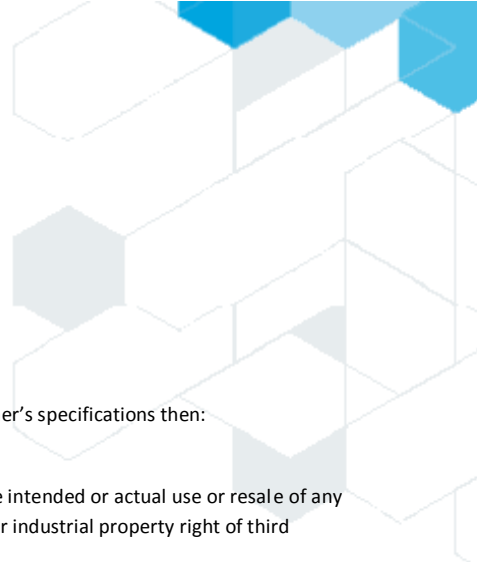 er’s specifications then:
e intended or actual use or resale of any
r industrial property right of third